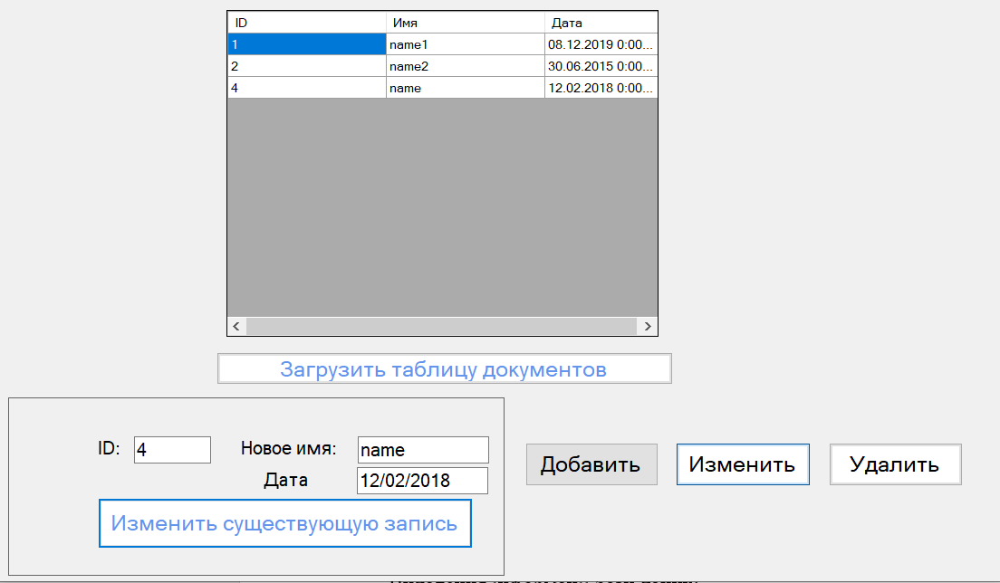 ID Имя Дата
1 name1 08.12.2019 0:00...
2 name2 30.06.2015 0:00...
4 name 12.02.2018 0:00...
Загрузить таблицу документов
ID: 4 Новое имя: name
Дата 12/02/2018
Изменить существующую запись
Добавить Изменить Удалить